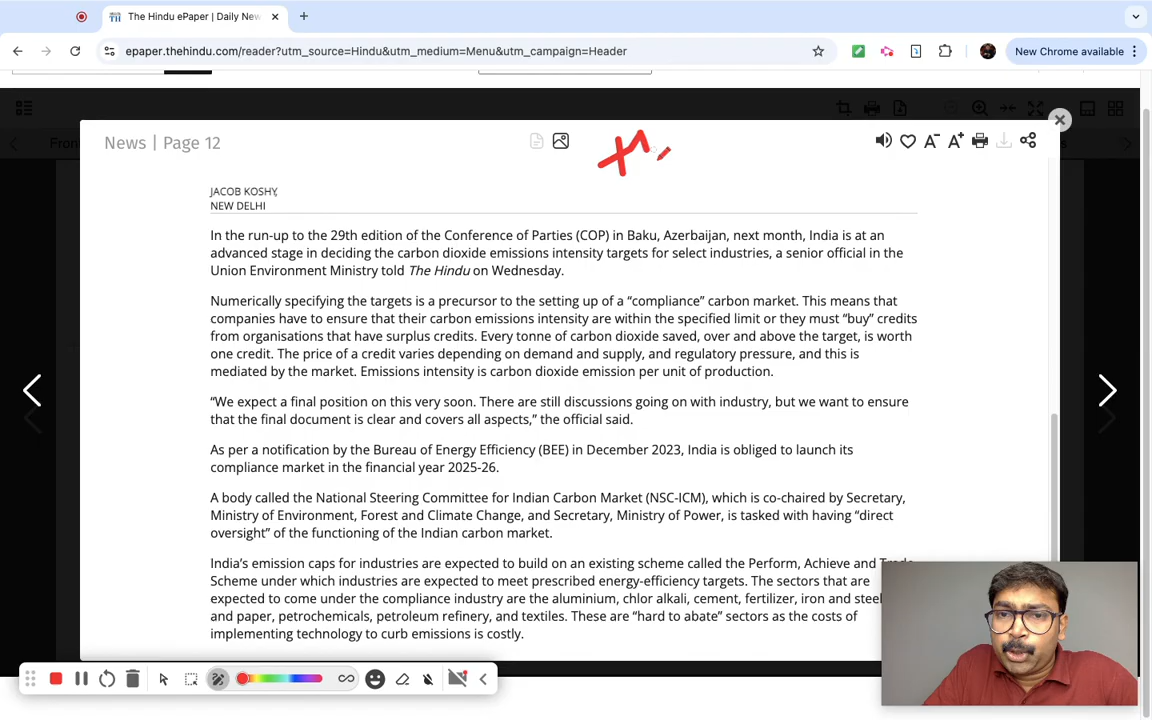 The Hindu ePaper | Daily New
epaper.thehindu.com/reader?utm_source=Hindu&utm_medium=Menu&utm_campaign=Header
New Chrome available
News | Page 12
JACOB KOSHY,
NEW DELHI
In the run-up to the 29th edition of the Conference of Parties (COP) in Baku, Azerbaijan, next month, India is at an
advanced stage in deciding the carbon dioxide emissions intensity targets for select industries, a senior official in the
Union Environment Ministry told The Hindu on Wednesday.
Numerically specifying the targets is a precursor to the setting up of a “compliance” carbon market. This means that
companies have to ensure that their carbon emissions intensity are within the specified limit or they must “buy” credits
from organisations that have surplus credits. Every tonne of carbon dioxide saved, over and above the target, is worth
one credit. The price of a credit varies depending on demand and supply, and regulatory pressure, and this is
mediated by the market. Emissions intensity is carbon dioxide emission per unit of production.
“We expect a final position on this very soon. There are still discussions going on with industry, but we want to ensure
that the final document is clear and covers all aspects,” the official said.
As per a notification by the Bureau of Energy Efficiency (BEE) in December 2023, India is obliged to launch its
compliance market in the financial year 2025-26.
A body called the National Steering Committee for Indian Carbon Market (NSC-ICM), which is co-chaired by Secretary,
Ministry of Environment, Forest and Climate Change, and Secretary, Ministry of Power, is tasked with having “direct
oversight” of the functioning of the Indian carbon market.
India’s emission caps for industries are expected to build on an existing scheme called the Perform, Achieve and Trade
Scheme under which industries are expected to meet prescribed energy-efficiency targets. The sectors that are
expected to come under the compliance industry are the aluminium, chlor alkali, cement, fertilizer, iron and steel
and paper, petrochemicals, petroleum refinery, and textiles. These are “hard to abate” sectors as the costs of
implementing technology to curb emissions is costly.